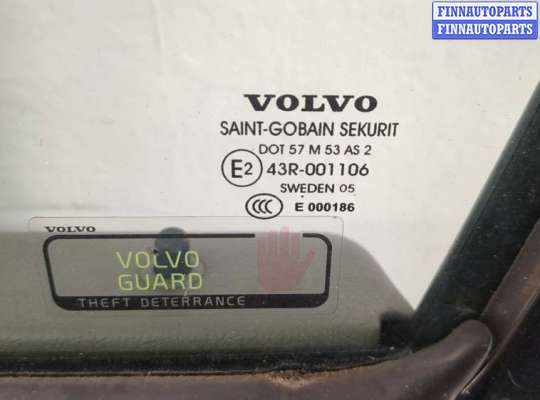 FINNAUTOPARTS
FINNAUTOPARTS
VOLVO
SAINT-GOBAIN SEKURIT
DOT 57 M 53 AS 2
E2 43R-001106
SWEDEN 05
CCC E 000186
VOLVO
VOLVO
GUARD
THEFT DETERRANCE